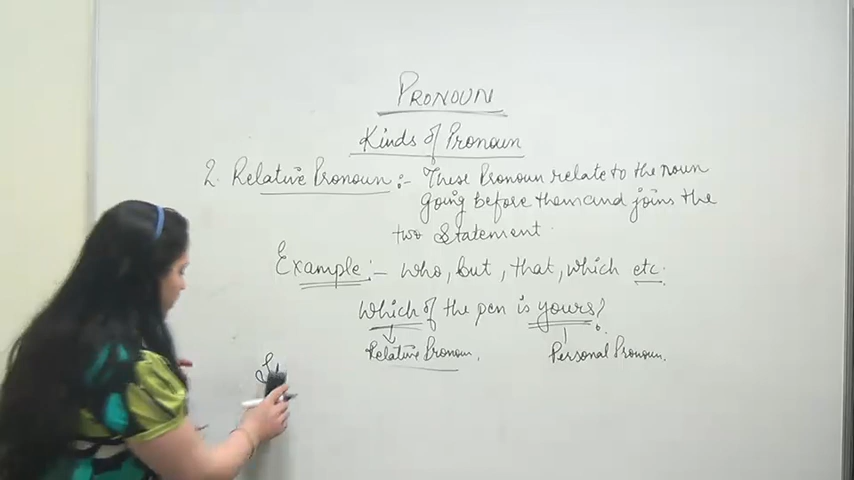 PRONOUN
Kinds of Pronoun
2. Relative Pronoun :- These Pronoun relate to the noun
going before them and joins the
two Statement.
Example :- who, but, that, which etc.
Which of the pen is yours?
Relative Pronoun. Personal Pronoun.